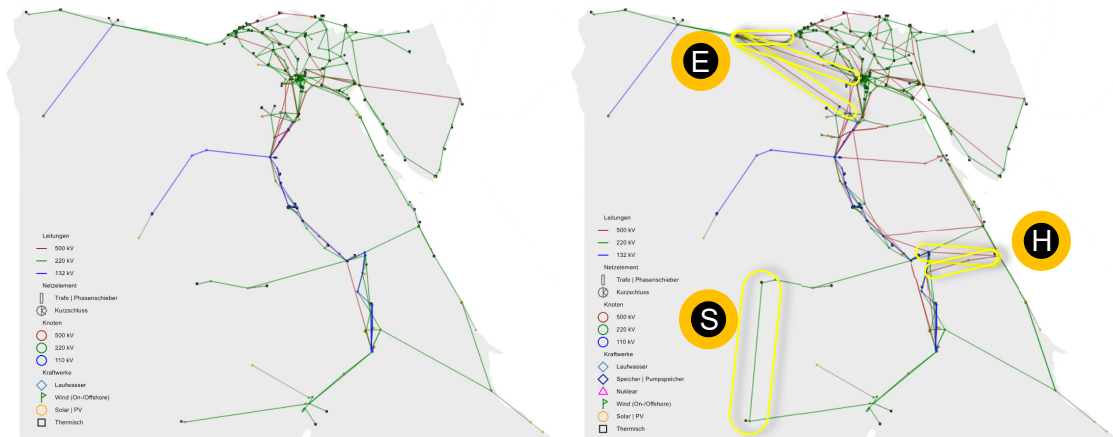 Leitungen
500 kV
220 kV
132 kV
Netzelement
Trafo | Phasenschieber
Kurzschluss
Knoten
500 kV
220 kV
110 kV
Kraftwerke
Laufwasser
Wind (On-/Offshore)
Solar | PV
Thermisch
E
H
S
Leitungen
500 kV
220 kV
132 kV
Netzelement
Trafo | Phasenschieber
Kurzschluss
Knoten
500 kV
220 kV
110 kV
Kraftwerke
Laufwasser
Speicher | Pumpspeicher
Nuklear
Wind (On-/Offshore)
Solar | PV
Thermisch